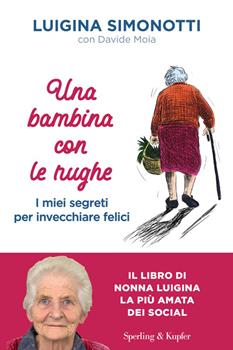 LUIGINA SIMONOTTI
con Davide Moia
Una
bambina
con
le rughe
I miei segreti
per invecchiare felici
IL LIBRO DI
NONNA LUIGINA
LA PIÙ AMATA
DEI SOCIAL
Sperling & Kupfer